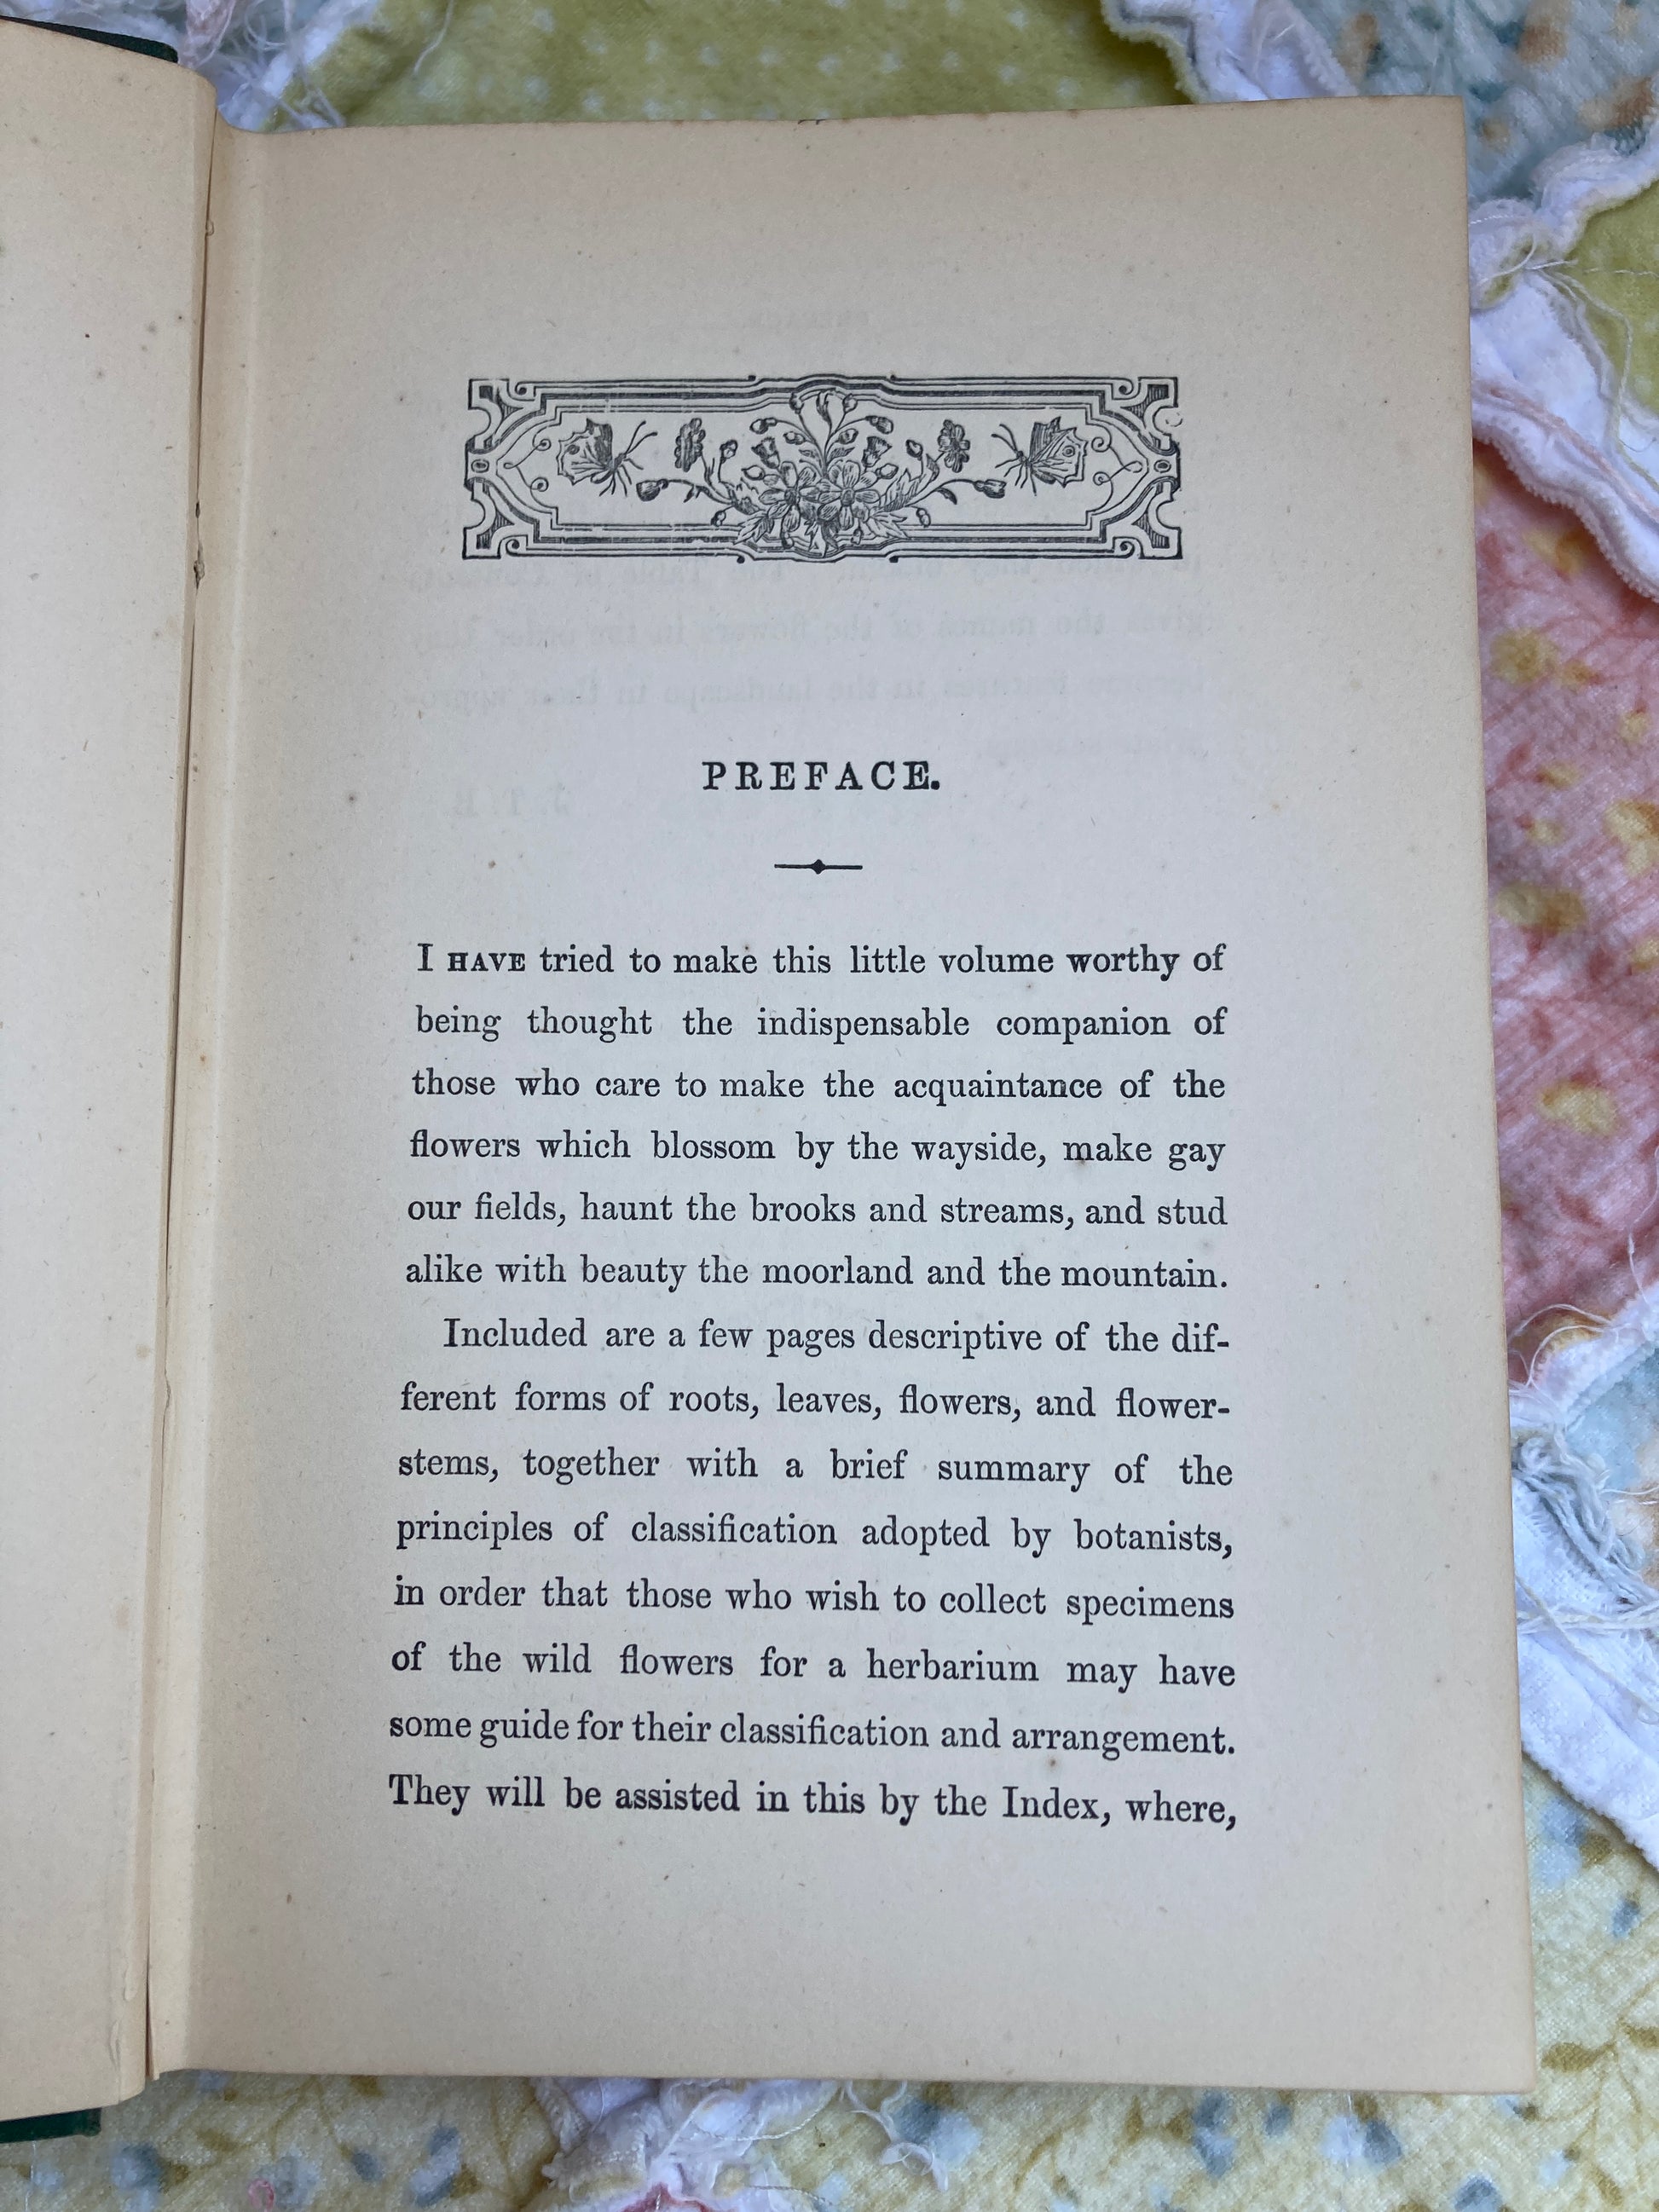 PREFACE.
I HAVE tried to make this little volume worthy of
being thought the indispensable companion of
those who care to make the acquaintance of the
flowers which blossom by the wayside, make gay
our fields, haunt the brooks and streams, and stud
alike with beauty the moorland and the mountain.
Included are a few pages descriptive of the dif-
ferent forms of roots, leaves, flowers, and flower-
stems, together with a brief summary of the
principles of classification adopted by botanists,
in order that those who wish to collect specimens
of the wild flowers for a herbarium may have
some guide for their classification and arrangement.
They will be assisted in this by the Index, where,